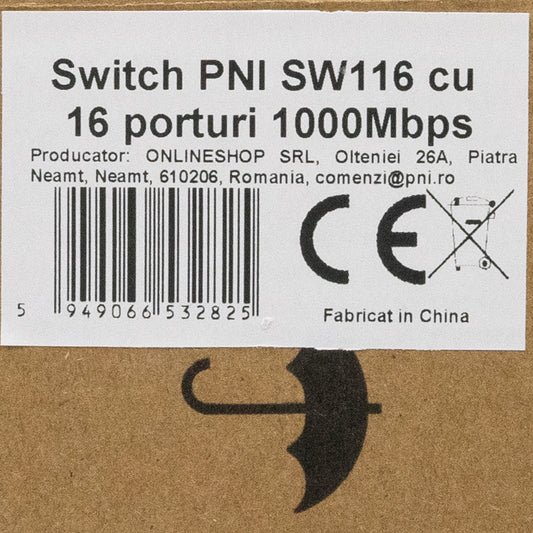 Switch PNI SW116 cu
16 porturi 1000Mbps
Producator: ONLINESHOP SRL, Olteniei 26A, Piatra
Neamt, Neamt, 610206, Romania, comenzi@pni.ro
CE
5 949066 532825
Fabricat in China